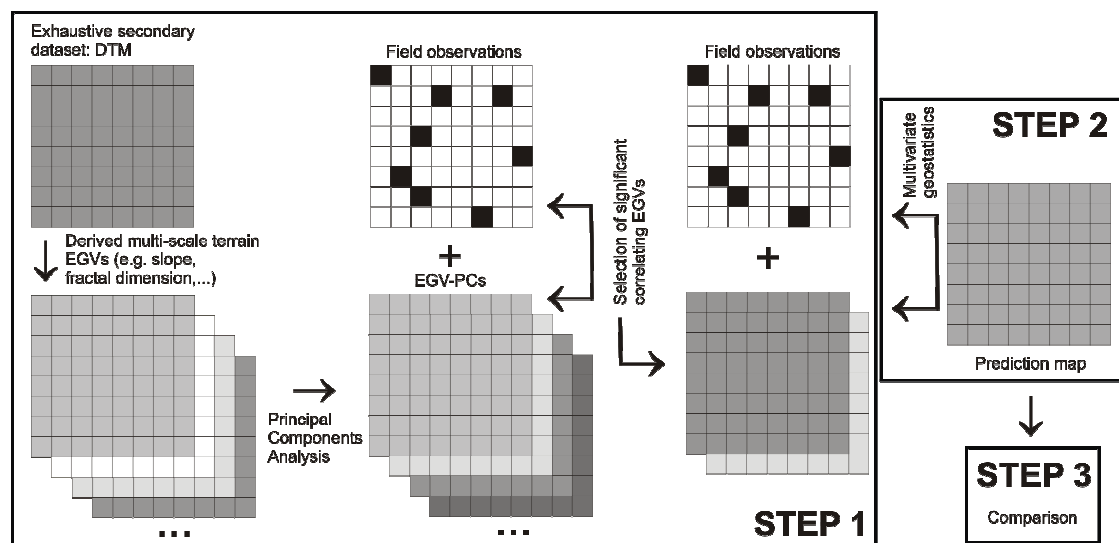 Exhaustive secondary
dataset: DTM
Derived multi-scale terrain
EGVs (e.g. slope,
fractal dimension,...)
...
Principal
Components
Analysis
Field observations
+
EGV-PCs
...
Selection of significant
correlating EGVs
Field observations
+
STEP 1
STEP 2
Multivariate
geostatistics
Prediction map
STEP 3
Comparison